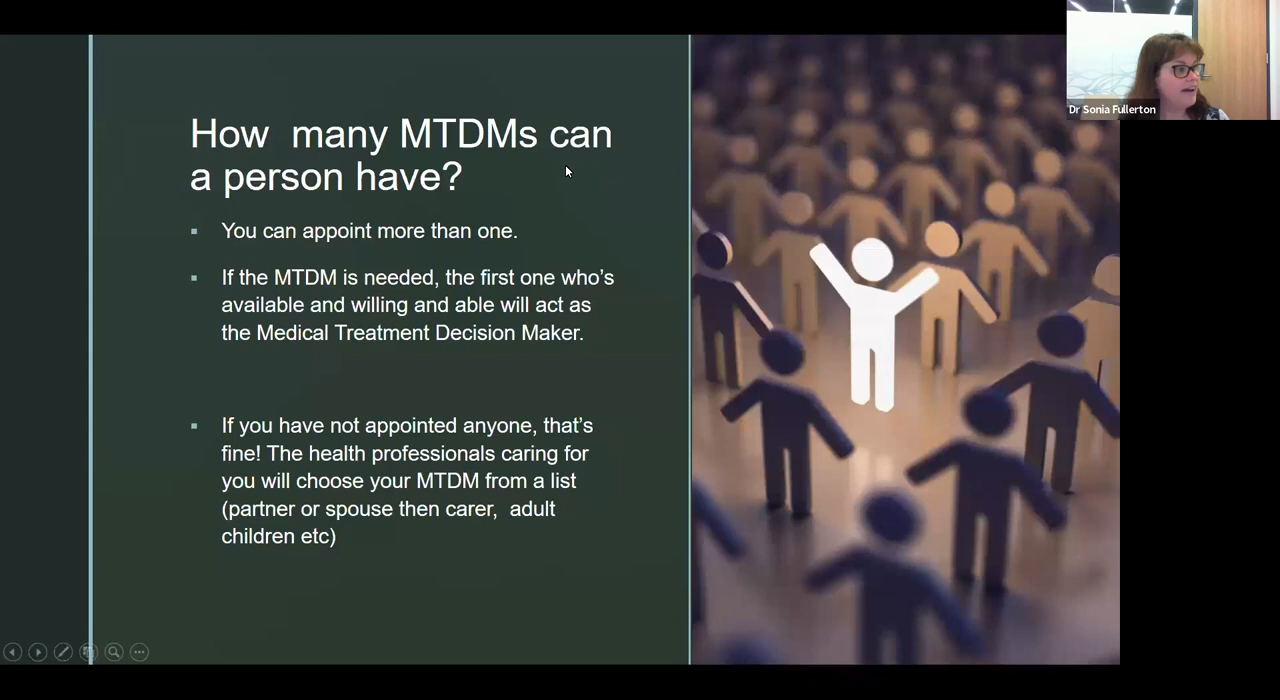 How  many MTDMs can
a person have?
▪ You can appoint more than one.
▪ If the MTDM is needed, the first one who’s
available and willing and able will act as
the Medical Treatment Decision Maker.
▪ If you have not appointed anyone, that’s
fine! The health professionals caring for
you will choose your MTDM from a list
(partner or spouse then carer,  adult
children etc)
Dr Sonia Fullerton